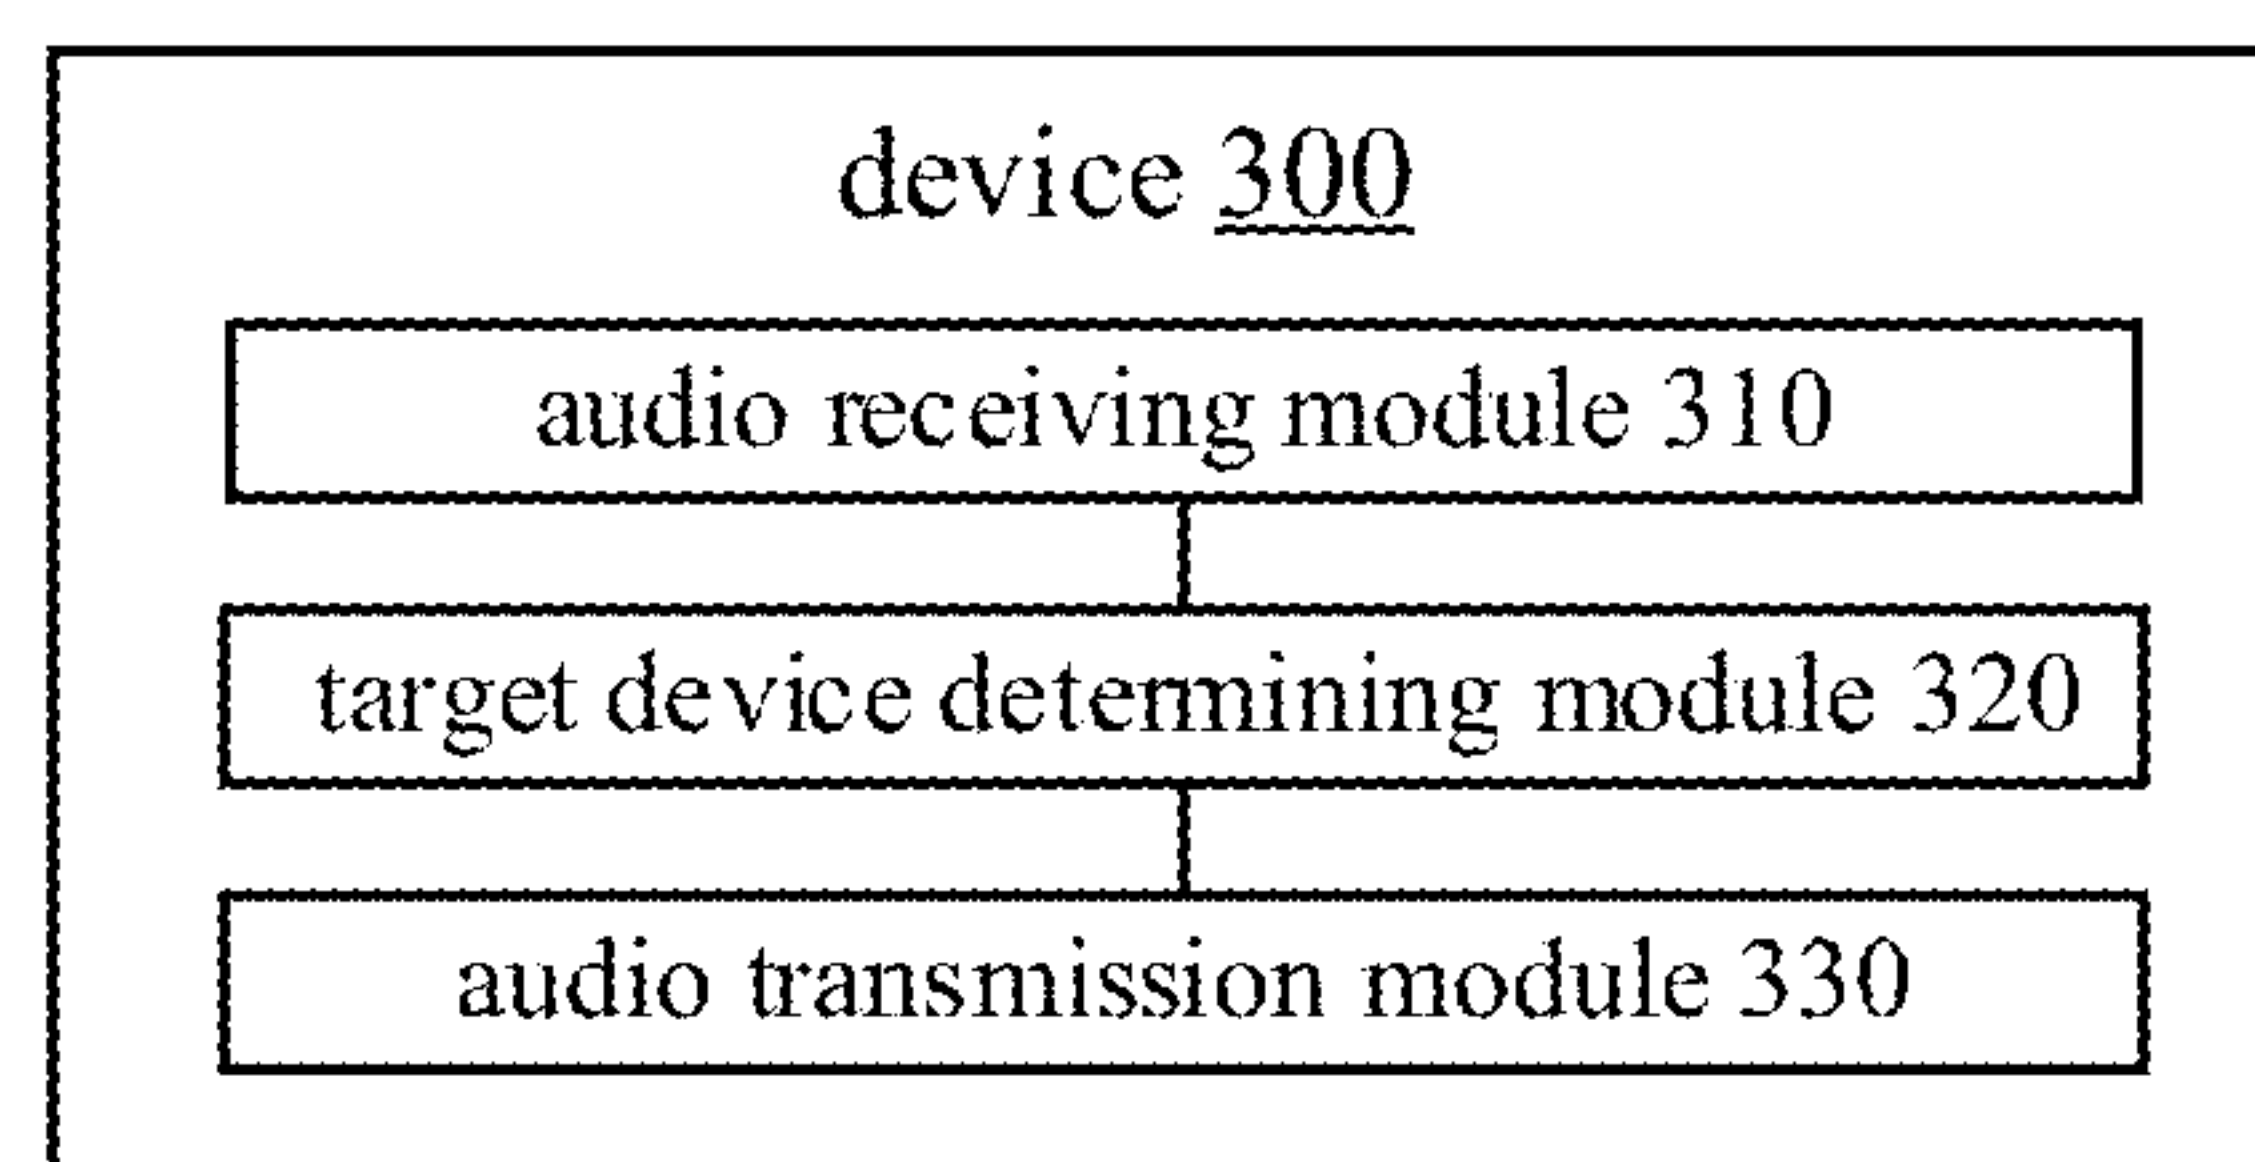 device 300
audio receiving module 310
target device determining module 320
audio transmission module 330